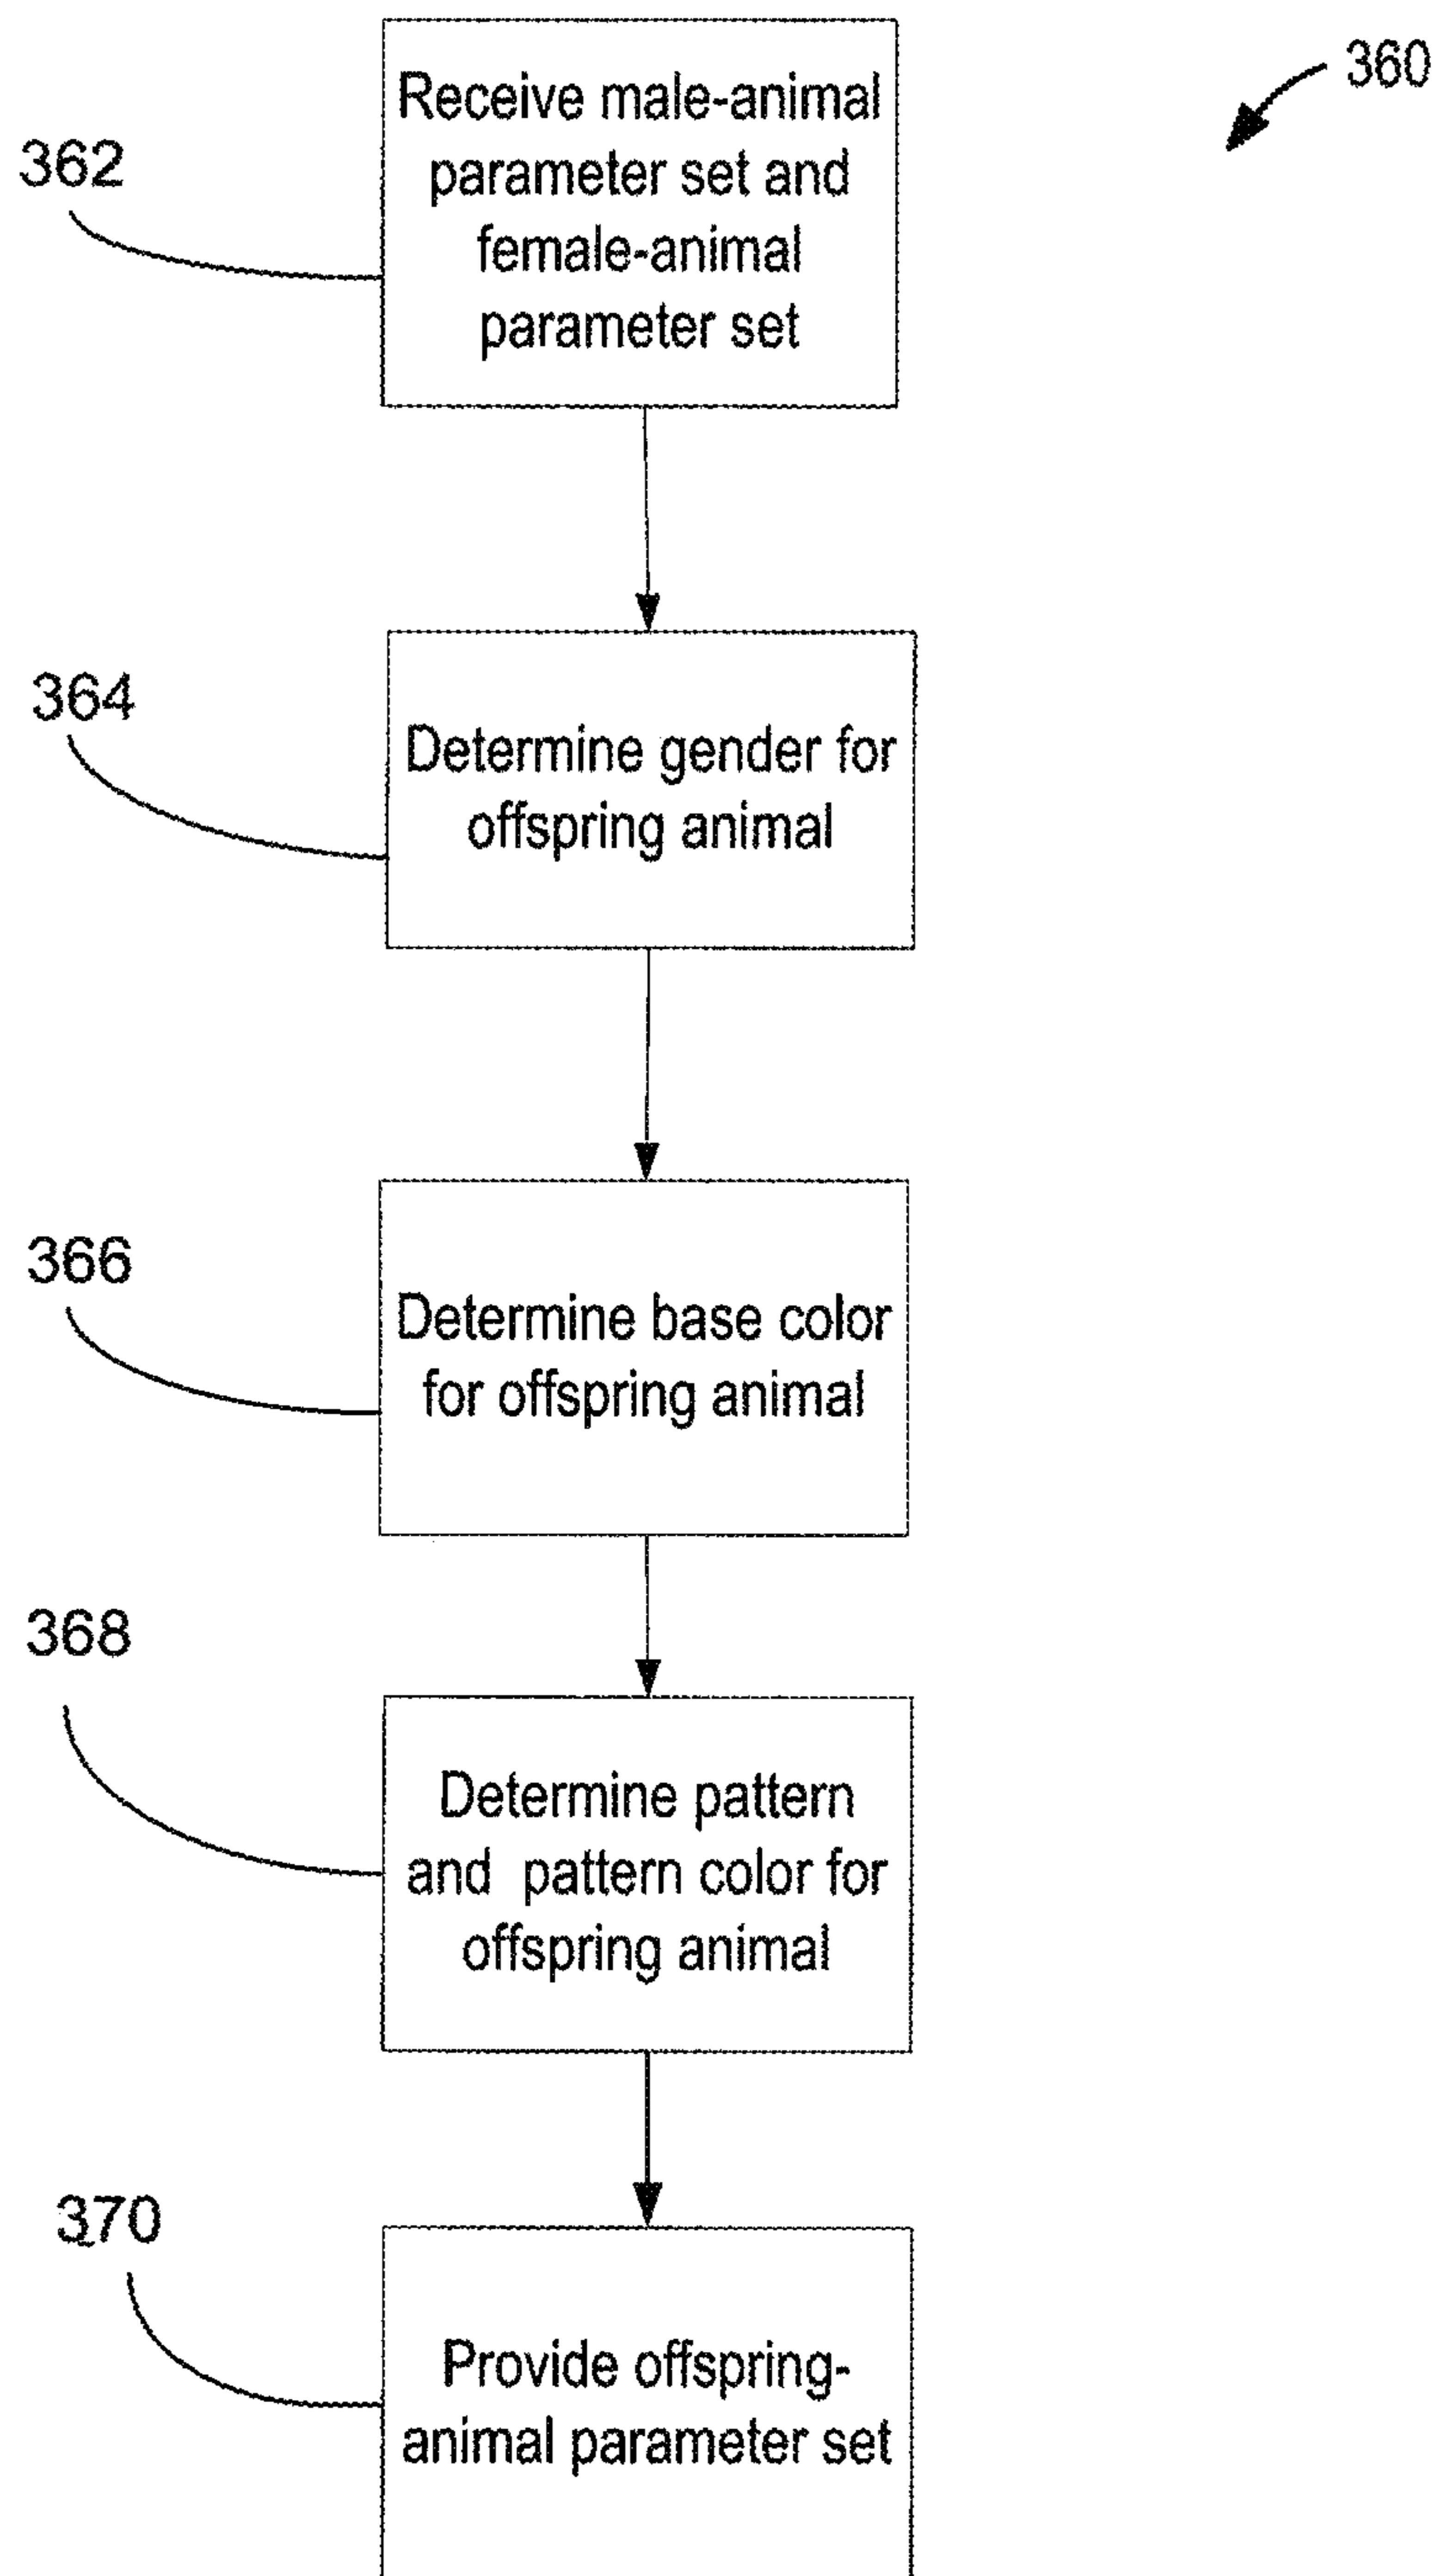 360
362
Receive male-animal
parameter set and
female-animal
parameter set
364
Determine gender for
offspring animal
366
Determine base color
for offspring animal
368
Determine pattern
and pattern color for
offspring animal
370
Provide offspring-
animal parameter set